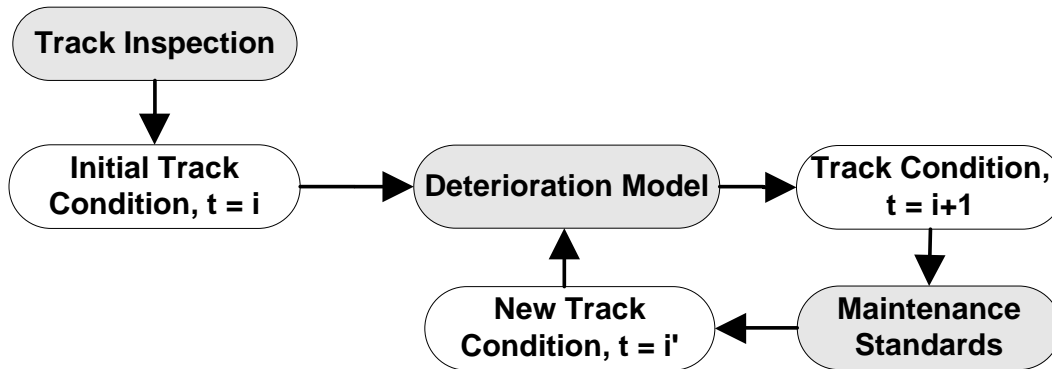 Track Inspection
Initial Track
Condition, t = i
Deterioration Model
Track Condition,
t = i+1
New Track
Condition, t = i'
Maintenance
Standards